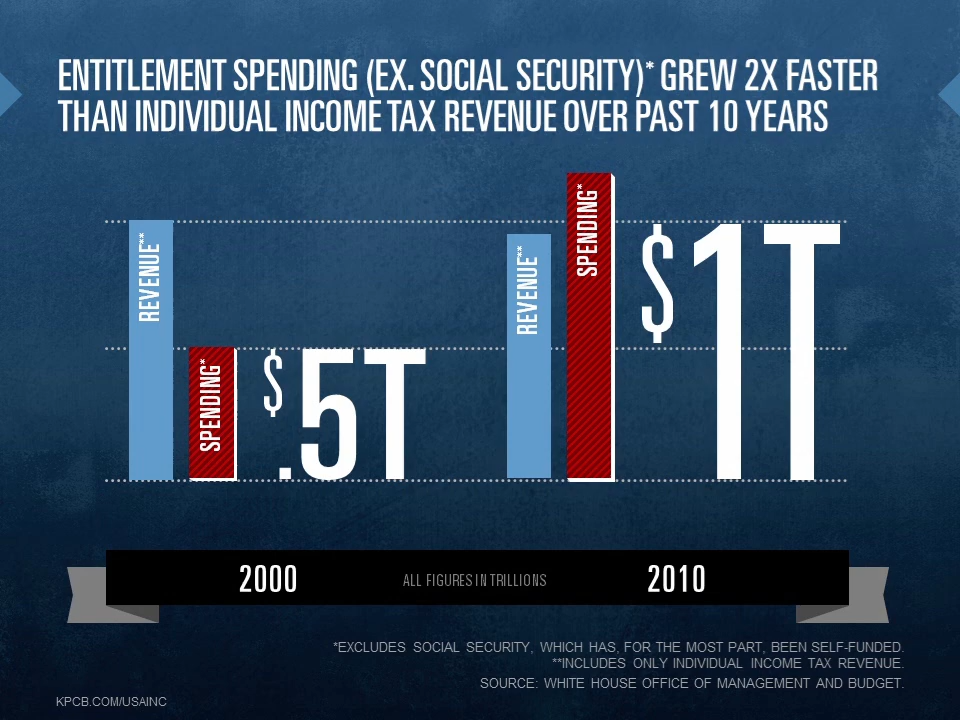 ENTITLEMENT SPENDING (EX. SOCIAL SECURITY)* GREW 2X FASTER
THAN INDIVIDUAL INCOME TAX REVENUE OVER PAST 10 YEARS
REVENUE**
SPENDING*
$.5T
REVENUE**
SPENDING*
$1T
2000
ALL FIGURES IN TRILLIONS
2010
*EXCLUDES SOCIAL SECURITY, WHICH HAS, FOR THE MOST PART, BEEN SELF-FUNDED.
**INCLUDES ONLY INDIVIDUAL INCOME TAX REVENUE.
SOURCE: WHITE HOUSE OFFICE OF MANAGEMENT AND BUDGET.
KPCB.COM/USAINC